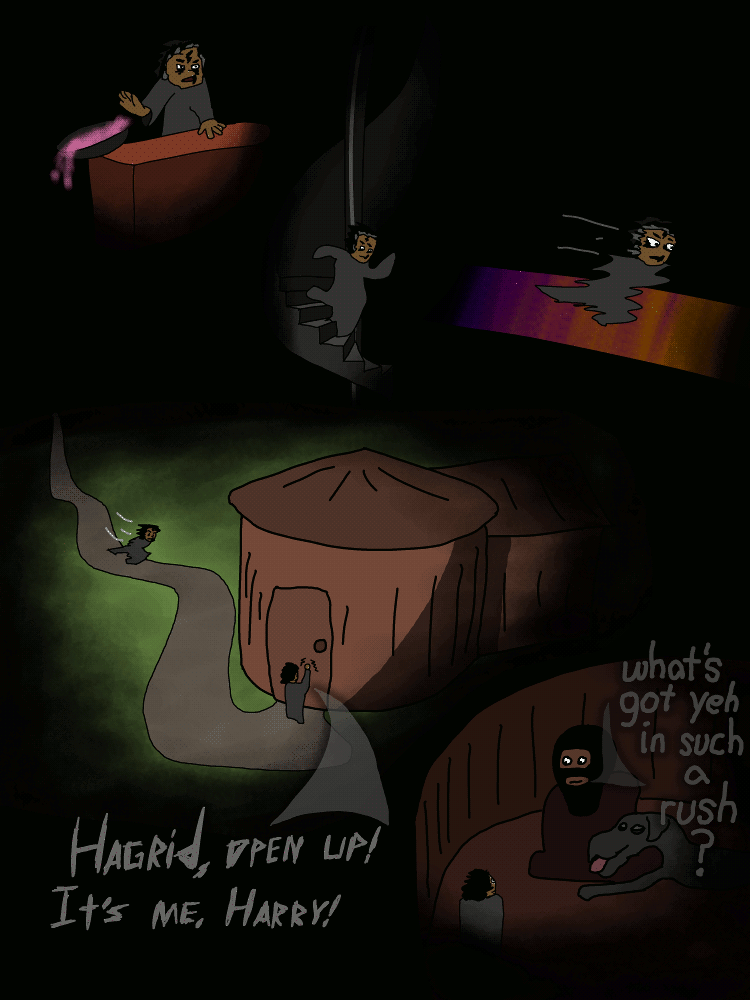 HAGRid, OPEN UP!
It's ME, HARRY!
what's
got yeh
in such
a
rush
?